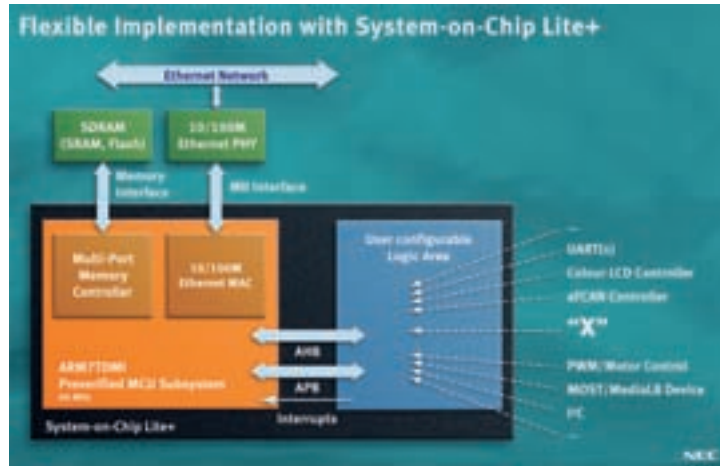 Flexible Implementation with System-on-Chip Lite+
Ethernet Network
SDRAM
(SRAM, Flash)
10/100M
Ethernet PHY
Memory
Interface
MII Interface
Multi-Port
Memory
Controller
10/100M
Ethernet MAC
User configurable
Logic Area
UART(s)
Colour LCD Controller
afCAN Controller
"X"
PWM/Motor Control
MOST/MediaLB Device
I²C
AHB
APB
Interrupts
ARM7TDMI
Preverified MCU Subsystem
System-on-Chip Lite+
NEC